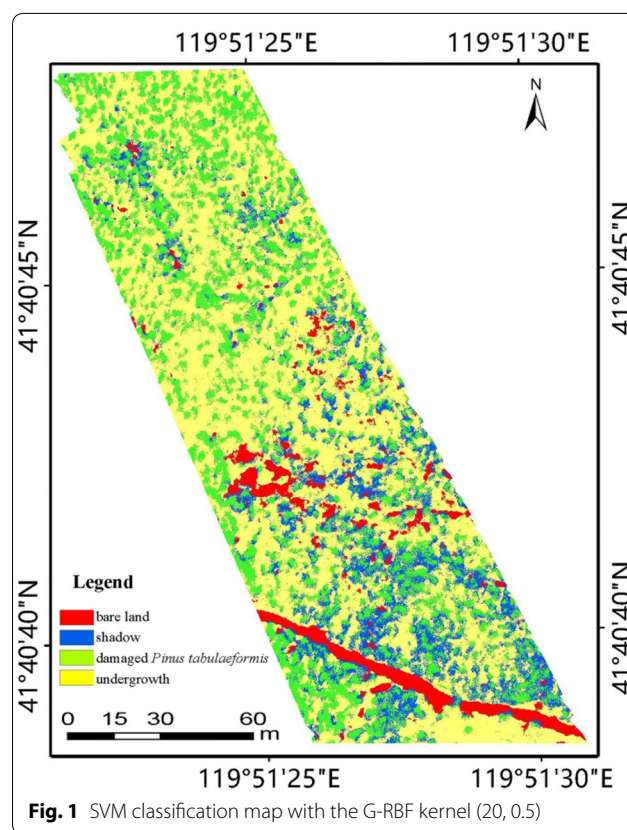 119°51'25"E 119°51'30"E
N
41°40'45"N 41°40'45"N
41°40'40"N 41°40'40"N
Legend
bare land
shadow
damaged Pinus tabulaeformis
undergrowth
0 15 30 60
m
119°51'25"E 119°51'30"E
Fig. 1 SVM classification map with the G-RBF kernel (20, 0.5)